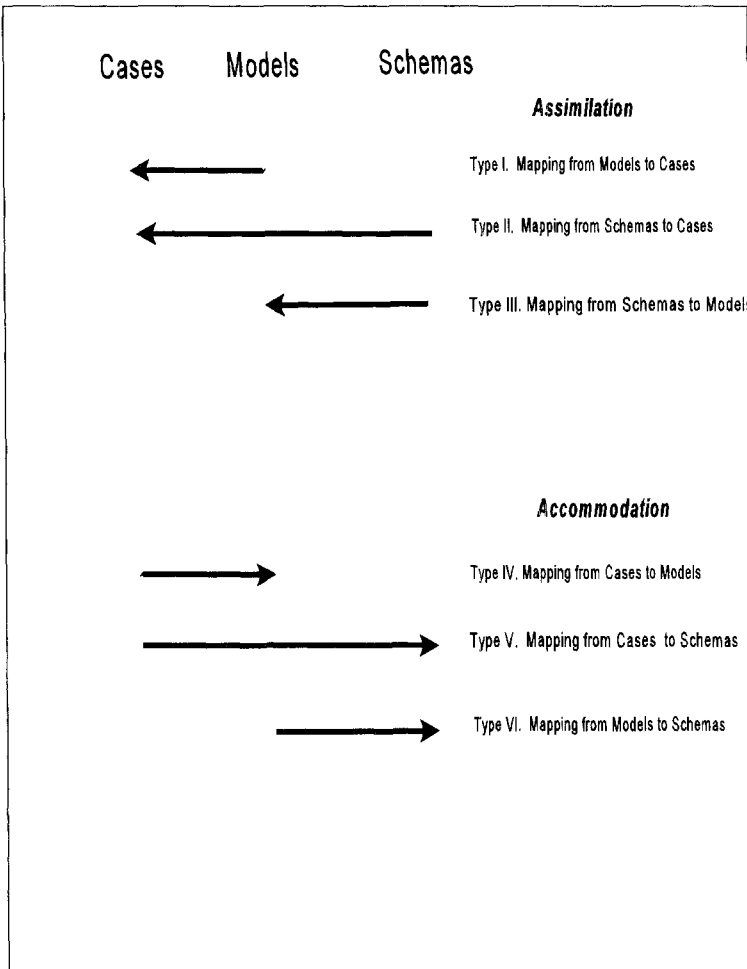 Cases Models Schemas
Assimilation
Type I. Mapping from Models to Cases
Type II. Mapping from Schemas to Cases
Type III. Mapping from Schemas to Models
Accommodation
Type IV. Mapping from Cases to Models
Type V. Mapping from Cases to Schemas
Type VI. Mapping from Models to Schemas